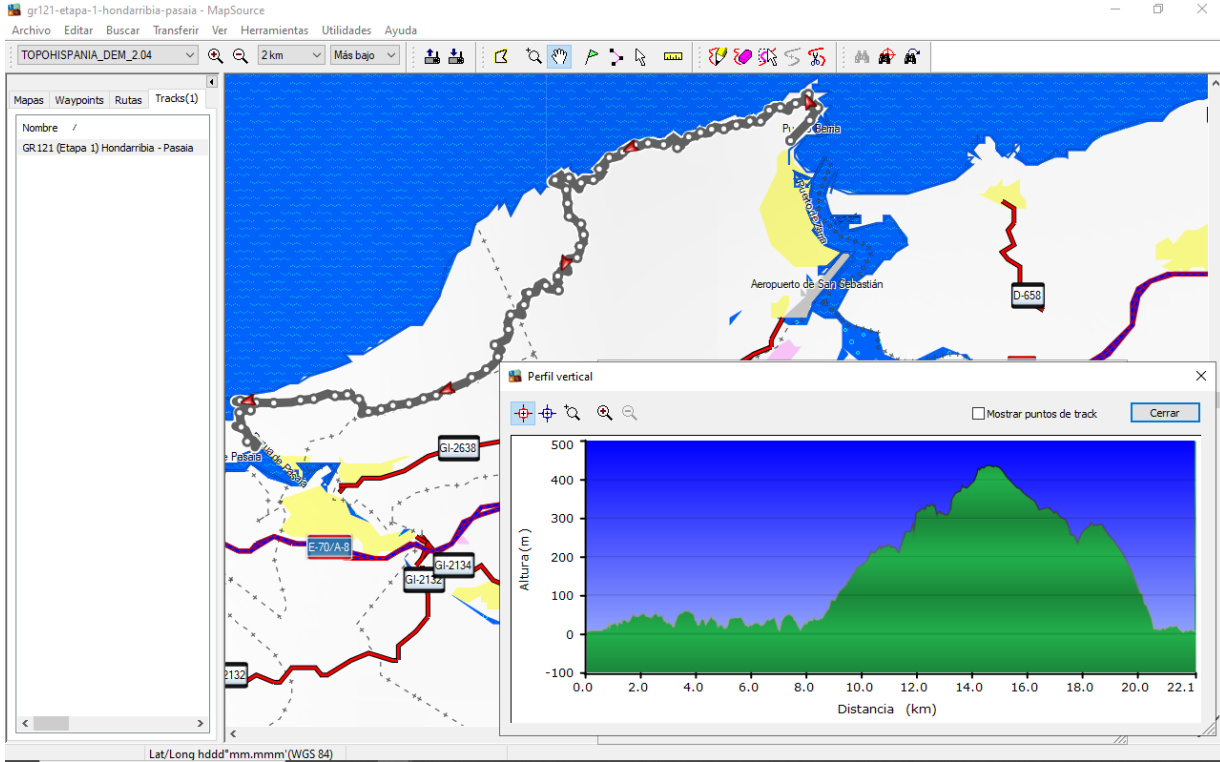 gr121-etapa-1-hondarribia-pasaia - MapSource
Archivo Editar Buscar Transferir Ver Herramientas Utilidades Ayuda
TOPOHISPANIA_DEM_2.04 2 km Más bajo
Mapas Waypoints Rutas Tracks(1)
Nombre /
GR121 (Etapa 1) Hondarribia - Pasaia
Berria
Aeropuerto de San Sebastián
D-658
GI-2638
e Pasaia
E-70/A-8
GI-2134
GI-2132
2132
Perfil vertical
Mostrar puntos de track Cerrar
500
400
300
200
100
0
-100
Altura (m)
0.0 2.0 4.0 6.0 8.0 10.0 12.0 14.0 16.0 18.0 20.0 22.1
Distancia (km)
Lat/Long hddd°mm.mmm'(WGS 84)